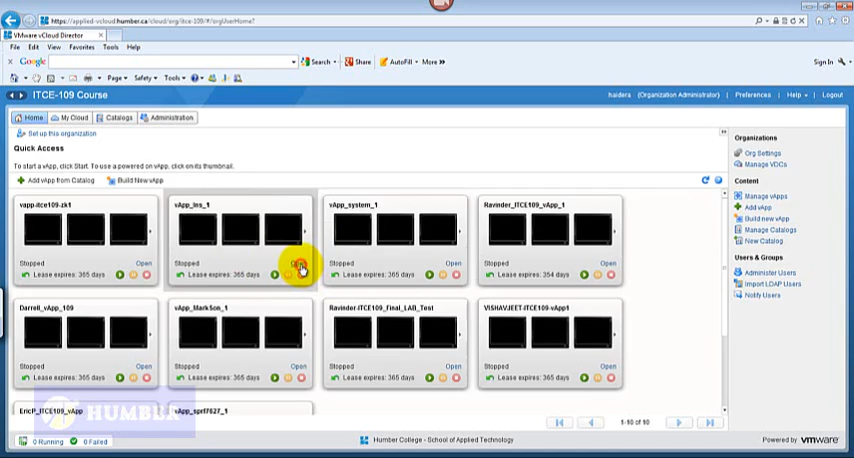 https://applied-vcloud.humber.ca/cloud/org/itce-109/#/orgUserHome?
VMware vCloud Director
File Edit View Favorites Tools Help
Google Search Share AutoFill More »
Sign In
Page Safety Tools
ITCE-109 Course
haidera (Organization Administrator) Preferences Help Logout
Home My Cloud Catalogs Administration
Set up this organization
Quick Access
To start a vApp, click Start. To use a powered on vApp, click on its thumbnail.
Add vApp from Catalog Build New vApp
vapp-itce109-zk1
Stopped Open
Lease expires: 365 days
vApp_Ins_1
Stopped
Lease expires: 365 days
vApp_system_1
Stopped Open
Lease expires: 365 days
Ravinder_ITCE109_vApp_1
Stopped Open
Lease expires: 354 days
Darrell_vApp_109
Stopped Open
Lease expires: 365 days
vApp_MarkSon_1
Stopped Open
Lease expires: 365 days
Ravinder-ITCE109_Final_LAB_Test
Stopped Open
Lease expires: 365 days
VISHAVJEET-ITCE109-vApp1
Stopped Open
Lease expires: 365 days
EricP_ITCE109_vApp
vApp_sprf7627_1
1-10 of 10
Organizations
Org Settings
Manage VDCs
Content
Manage vApps
Add vApp
Build new vApp
Manage Catalogs
New Catalog
Users & Groups
Administer Users
Import LDAP Users
Notify Users
HUMBER
0 Running 0 Failed
Humber College - School of Applied Technology
Powered by vmware